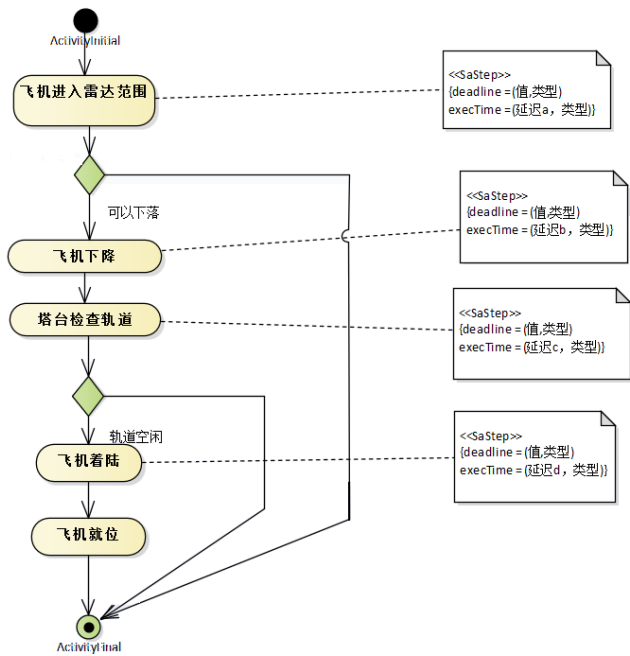 ActivityInitial
飞机进入雷达范围
<<SaStep>>
{deadline =(值,类型)
execTime =(延迟a，类型)}
可以下落
<<SaStep>>
{deadline =(值,类型)
execTime =(延迟b，类型)}
飞机下降
塔台检查轨道
<<SaStep>>
{deadline =(值,类型)
execTime =(延迟c，类型)}
轨道空闲
飞机着陆
<<SaStep>>
{deadline =(值,类型)
execTime =(延迟d，类型)}
飞机就位
ActivityFinal